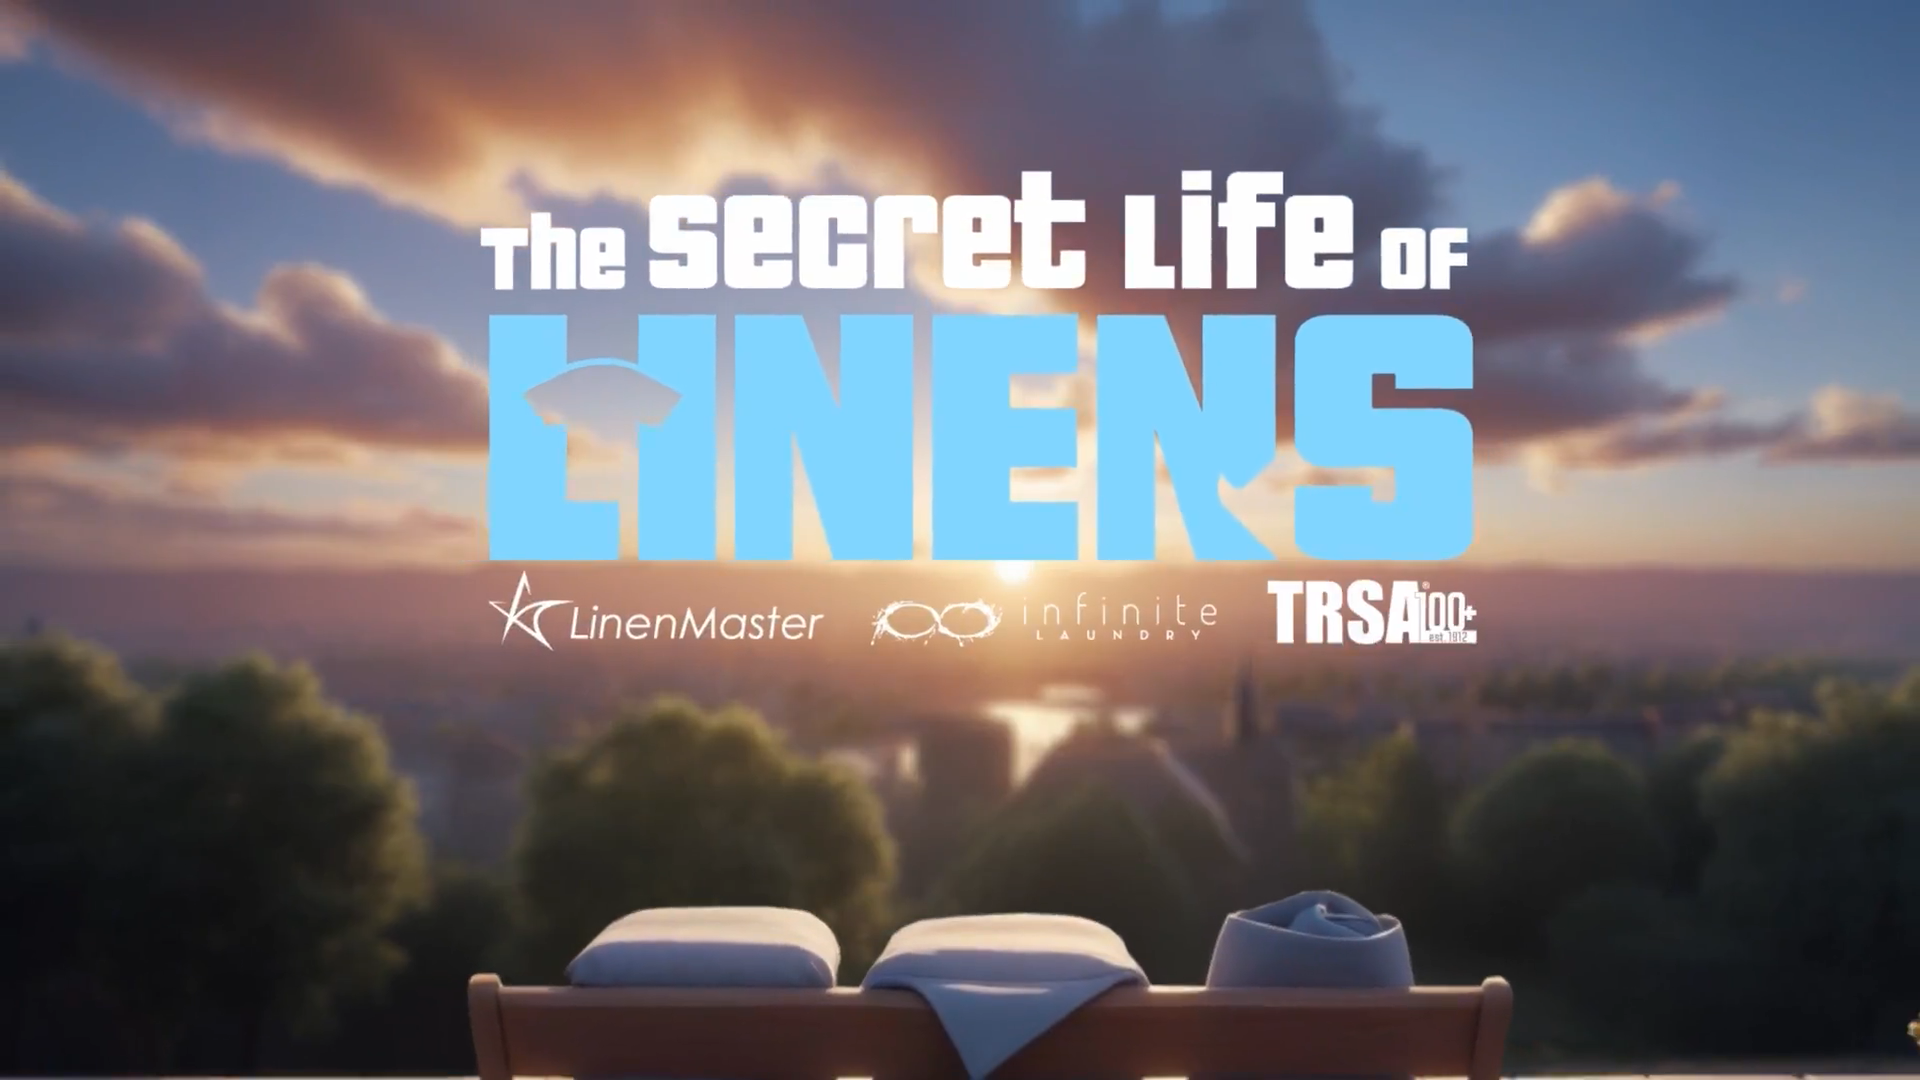 The Secret Life OF
LINENS
LinenMaster
infinite
LAUNDRY
TRSA® 100+
est. 1912